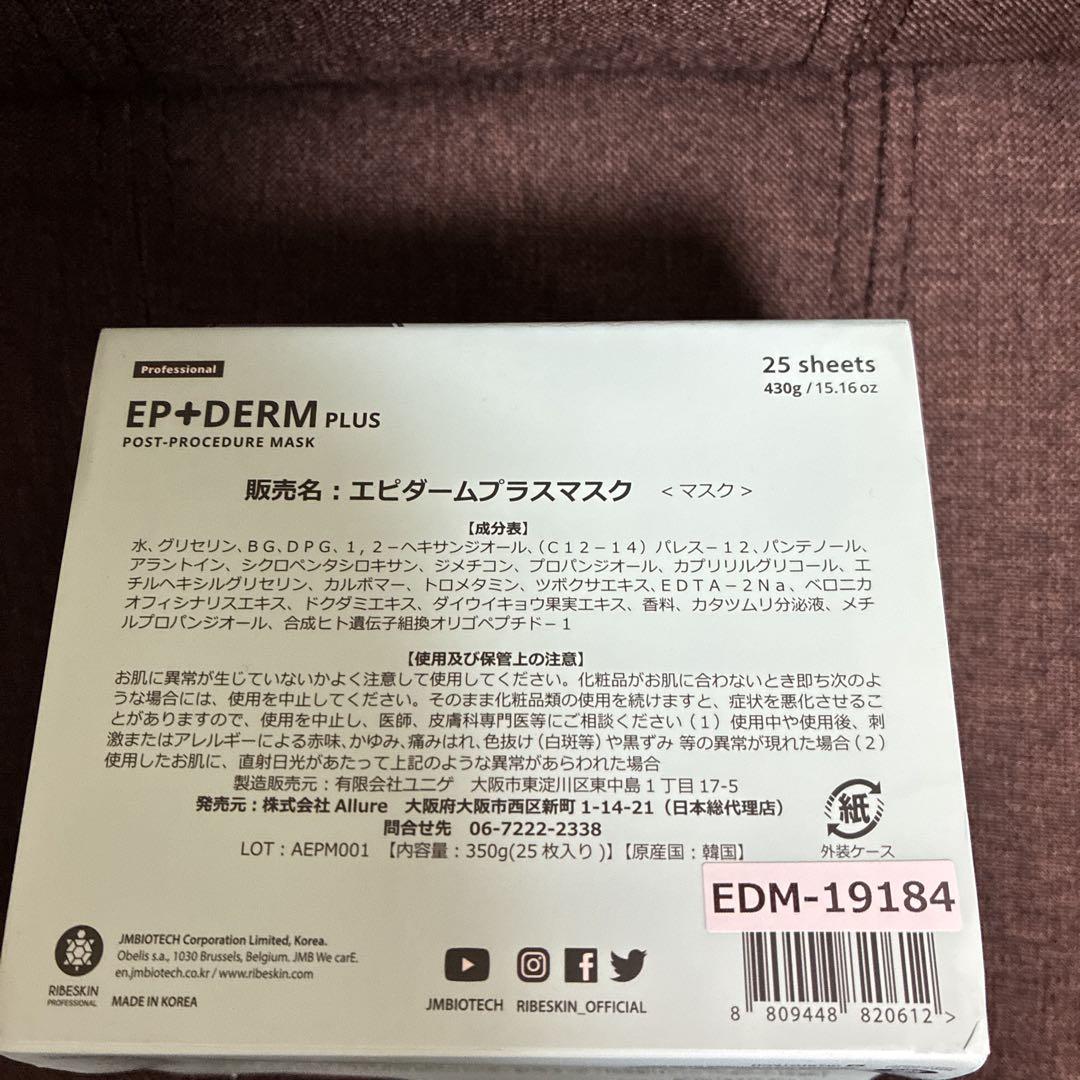 Professional
25 sheets
430g / 15.16 oz
EP+DERM PLUS
POST-PROCEDURE MASK
販売名：エピダームプラスマスク ＜マスク＞
【成分表】
水、グリセリン、ＢＧ、ＤＰＧ、１，２－ヘキサンジオール、（Ｃ１２－１４）パレス－１２、パンテノール、
アラントイン、シクロペンタシロキサン、ジメチコン、プロパンジオール、カプリリルグリコール、エ
チルヘキシルグリセリン、カルボマー、トロメタミン、ツボクサエキス、ＥＤＴＡ－２Ｎａ、ベロニカ
オフィシナリスエキス、ドクダミエキス、ダイウイキョウ果実エキス、香料、カタツムリ分泌液、メチ
ルプロパンジオール、合成ヒト遺伝子組換オリゴペプチド－１
【使用及び保管上の注意】
お肌に異常が生じていないかよく注意して使用してください。化粧品がお肌に合わないとき即ち次のよ
うな場合には、使用を中止してください。そのまま化粧品類の使用を続けますと、症状を悪化させるこ
とがありますので、使用を中止し、医師、皮膚科専門医等にご相談ください（１）使用中や使用後、刺
激またはアレルギーによる赤味、かゆみ、痛みはれ、色抜け（白斑等）や黒ずみ 等の異常が現れた場合（２）
使用したお肌に、直射日光があたって上記のような異常があらわれた場合
製造販売元：有限会社ユニゲ 大阪市東淀川区東中島１丁目17-5
発売元：株式会社 Allure 大阪府大阪市西区新町 1-14-21（日本総代理店）
問合せ先 06-7222-2338
LOT：AEPM001 【内容量：350g(25枚入り)】【原産国：韓国】
紙
外装ケース
EDM-19184
JMBIOTECH Corporation Limited, Korea.
Obelis s.a., 1030 Brussels, Belgium. JMB We carE.
en.jmbiotech.co.kr / www.ribeskin.com
RIBESKIN
PROFESSIONAL
MADE IN KOREA
JMBIOTECH RIBESKIN_OFFICIAL
8 809448 820612 >